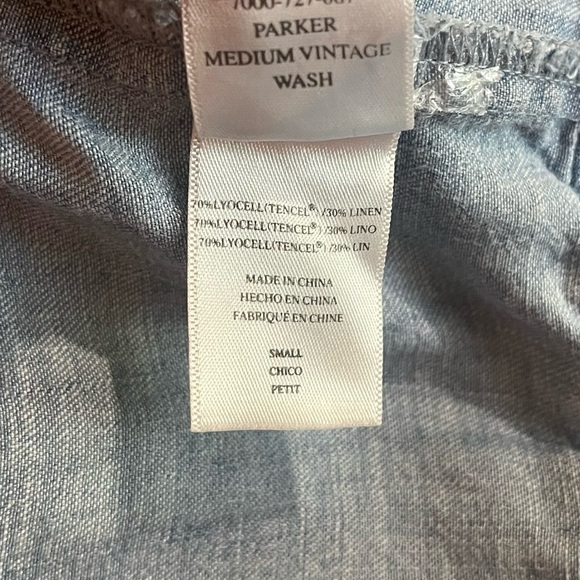 PARKER
MEDIUM VINTAGE
WASH
70%LYOCELL(TENCEL®) /30% LINEN
70%LYOCELL(TENCEL®) /30% LINO
70%LYOCELL(TENCEL®) /30% LIN
MADE IN CHINA
HECHO EN CHINA
FABRIQUÉ EN CHINE
SMALL
CHICO
PETIT